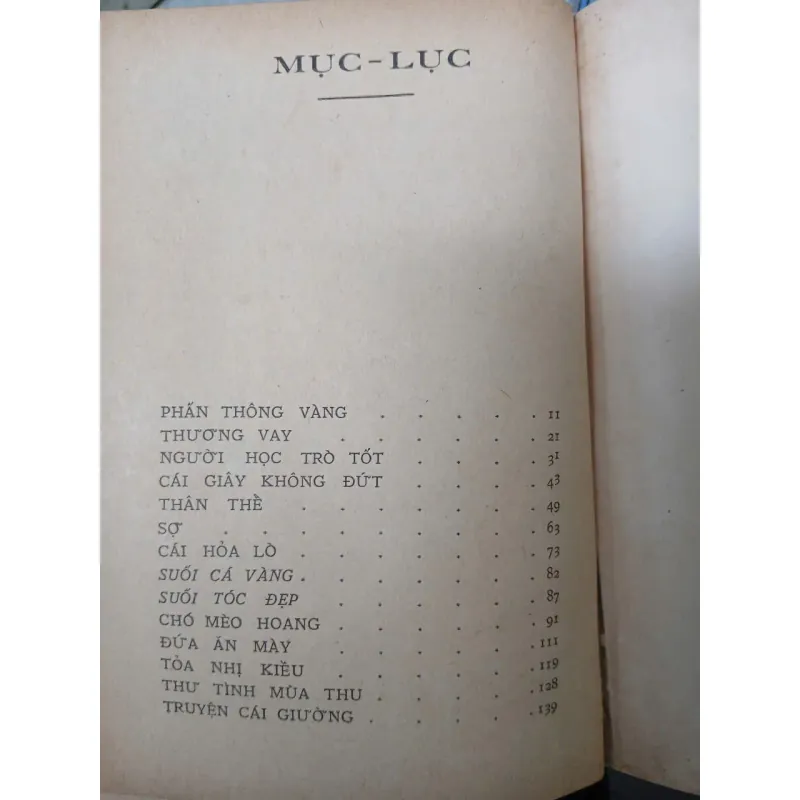 MỤC-LỤC
PHẤN THÔNG VÀNG . . . . . 11
THƯƠNG VAY . . . . . . 21
NGƯỜI HỌC TRÒ TỐT . . . . 31
CÁI GIÂY KHÔNG ĐỨT . . . . 43
THÂN THỀ . . . . . . . 49
SỢ . . . . . . . . . 63
CÁI HỎA LÒ . . . . . . 73
SUỐI CÁ VÀNG . . . . . . . 82
SUỐI TÓC ĐẸP . . . . . . 87
CHÓ MÈO HOANG . . . . . . 91
ĐỨA ÁN MÀY . . . . . . 111
TỎA NHỊ KIỀU . . . . . . 119
THƯ TÌNH MÙA THU . . . . . 128
TRUYỆN CÁI GIƯỜNG . . . . . 139